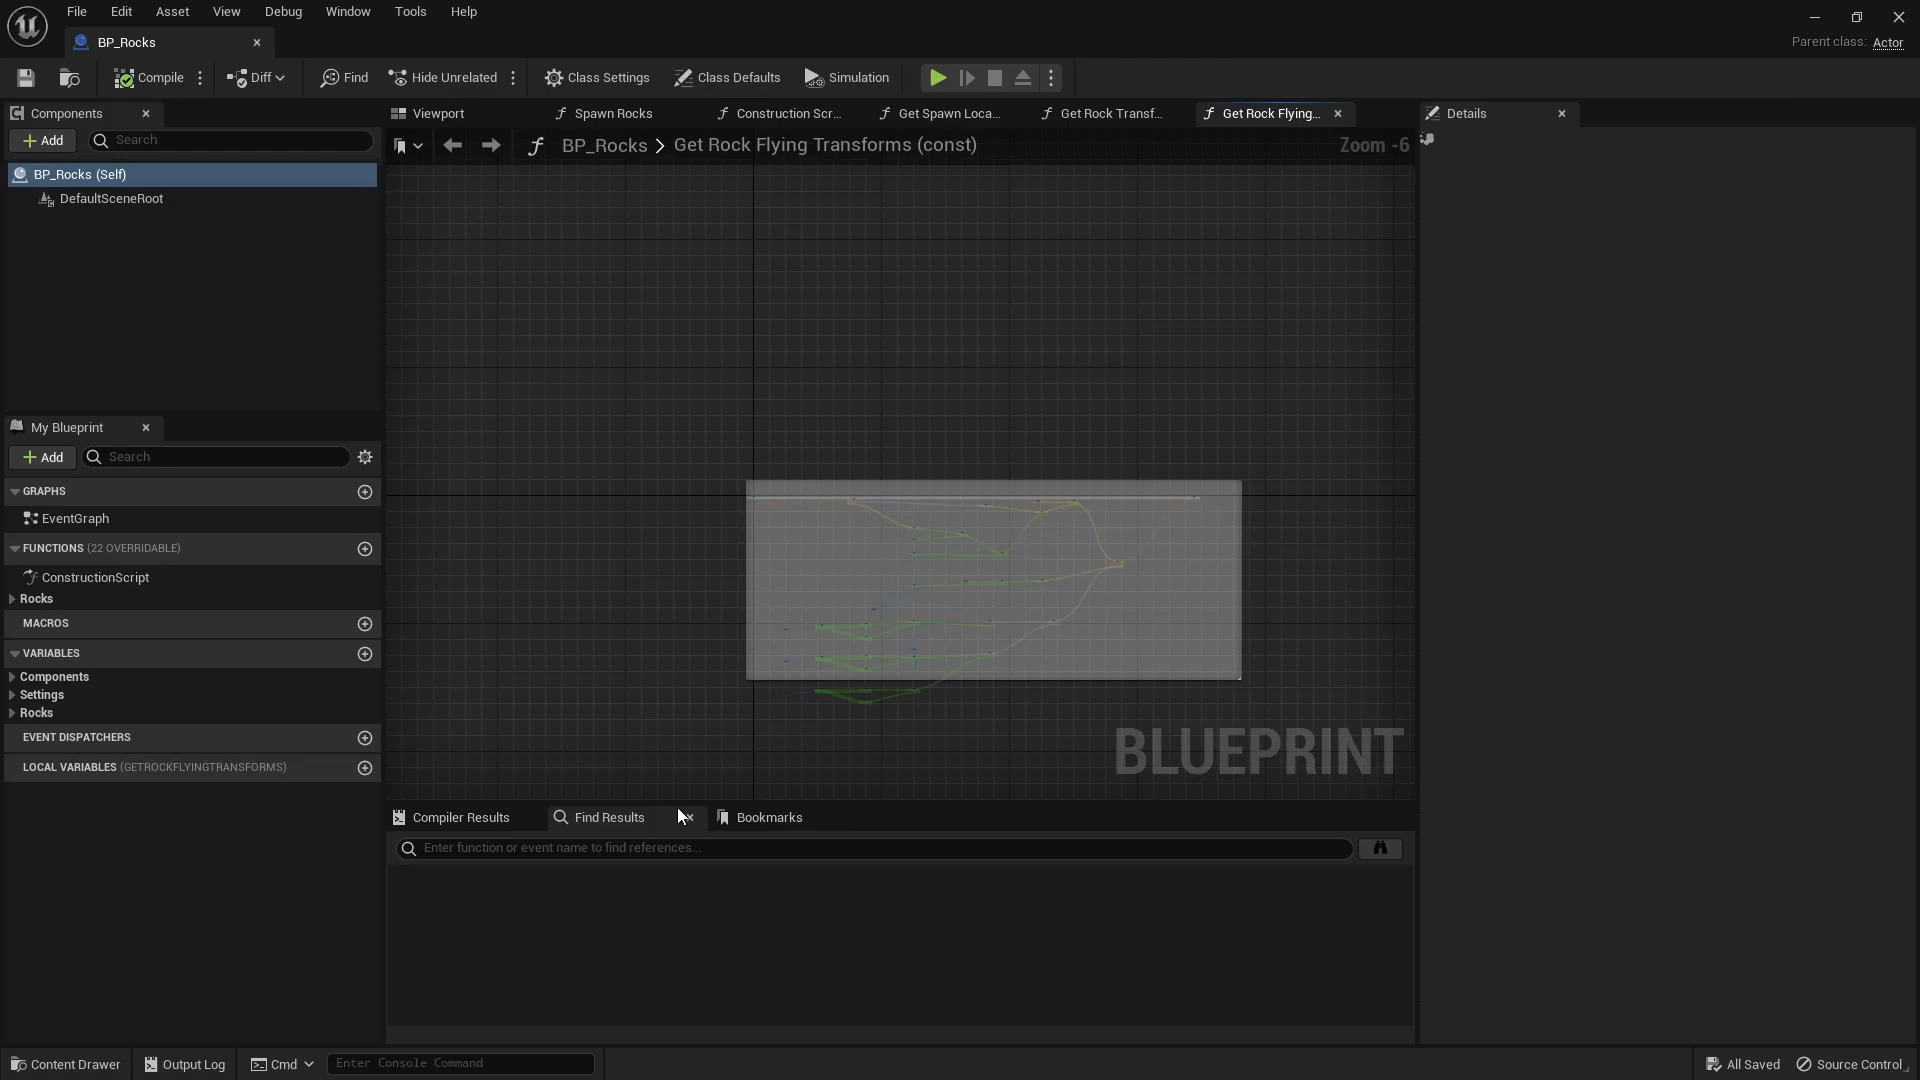 File Edit Asset View Debug Window Tools Help
BP_Rocks
Parent class: Actor
Compile Diff Find Hide Unrelated Class Settings Class Defaults Simulation
Components
Viewport Spawn Rocks Construction Scr... Get Spawn Loca... Get Rock Transf... Get Rock Flying...
Details
Add Search
BP_Rocks > Get Rock Flying Transforms (const)
Zoom -6
BP_Rocks (Self)
DefaultSceneRoot
My Blueprint
Add Search
GRAPHS
EventGraph
FUNCTIONS (22 OVERRIDABLE)
ConstructionScript
Rocks
MACROS
VARIABLES
Components
Settings
Rocks
EVENT DISPATCHERS
LOCAL VARIABLES (GETROCKFLYINGTRANSFORMS)
BLUEPRINT
Compiler Results Find Results Bookmarks
Enter function or event name to find references...
Content Drawer Output Log Cmd Enter Console Command
All Saved Source Control